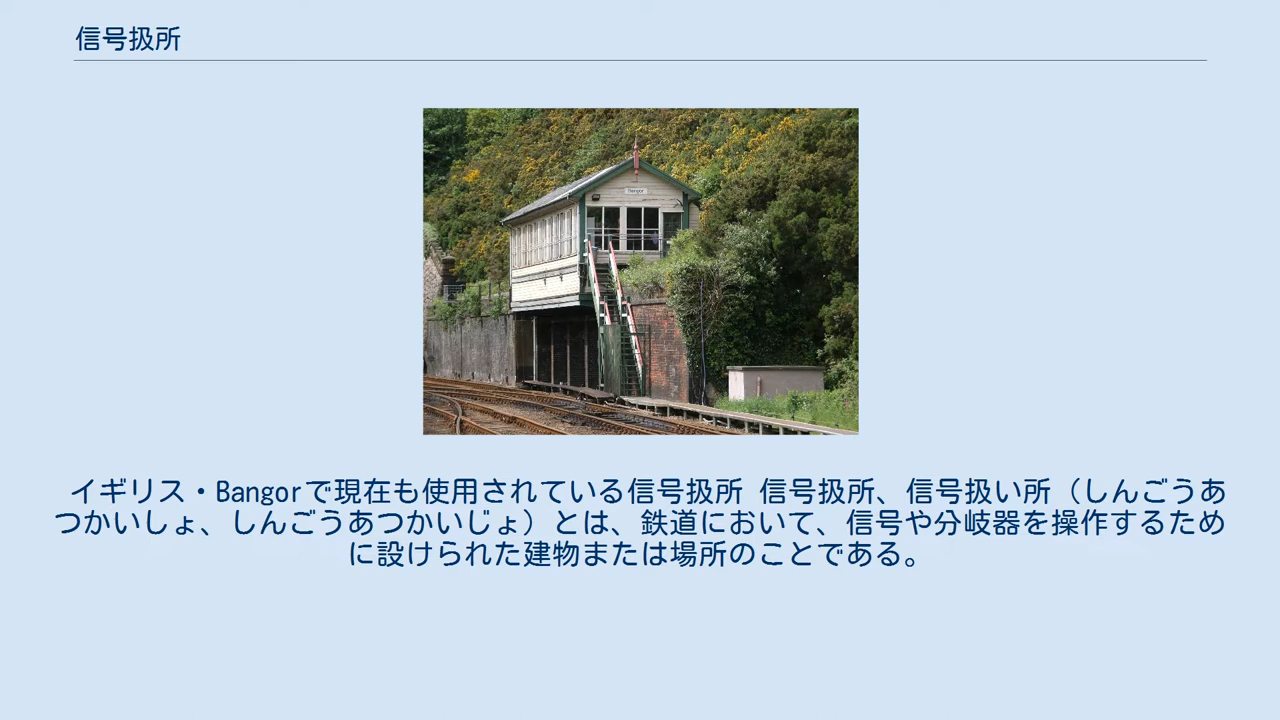 信号扱所
Bangor
イギリス・Bangorで現在も使用されている信号扱所 信号扱所、信号扱い所（しんごうあ
つかいしょ、しんごうあつかいじょ）とは、鉄道において、信号や分岐器を操作するため
に設けられた建物または場所のことである。